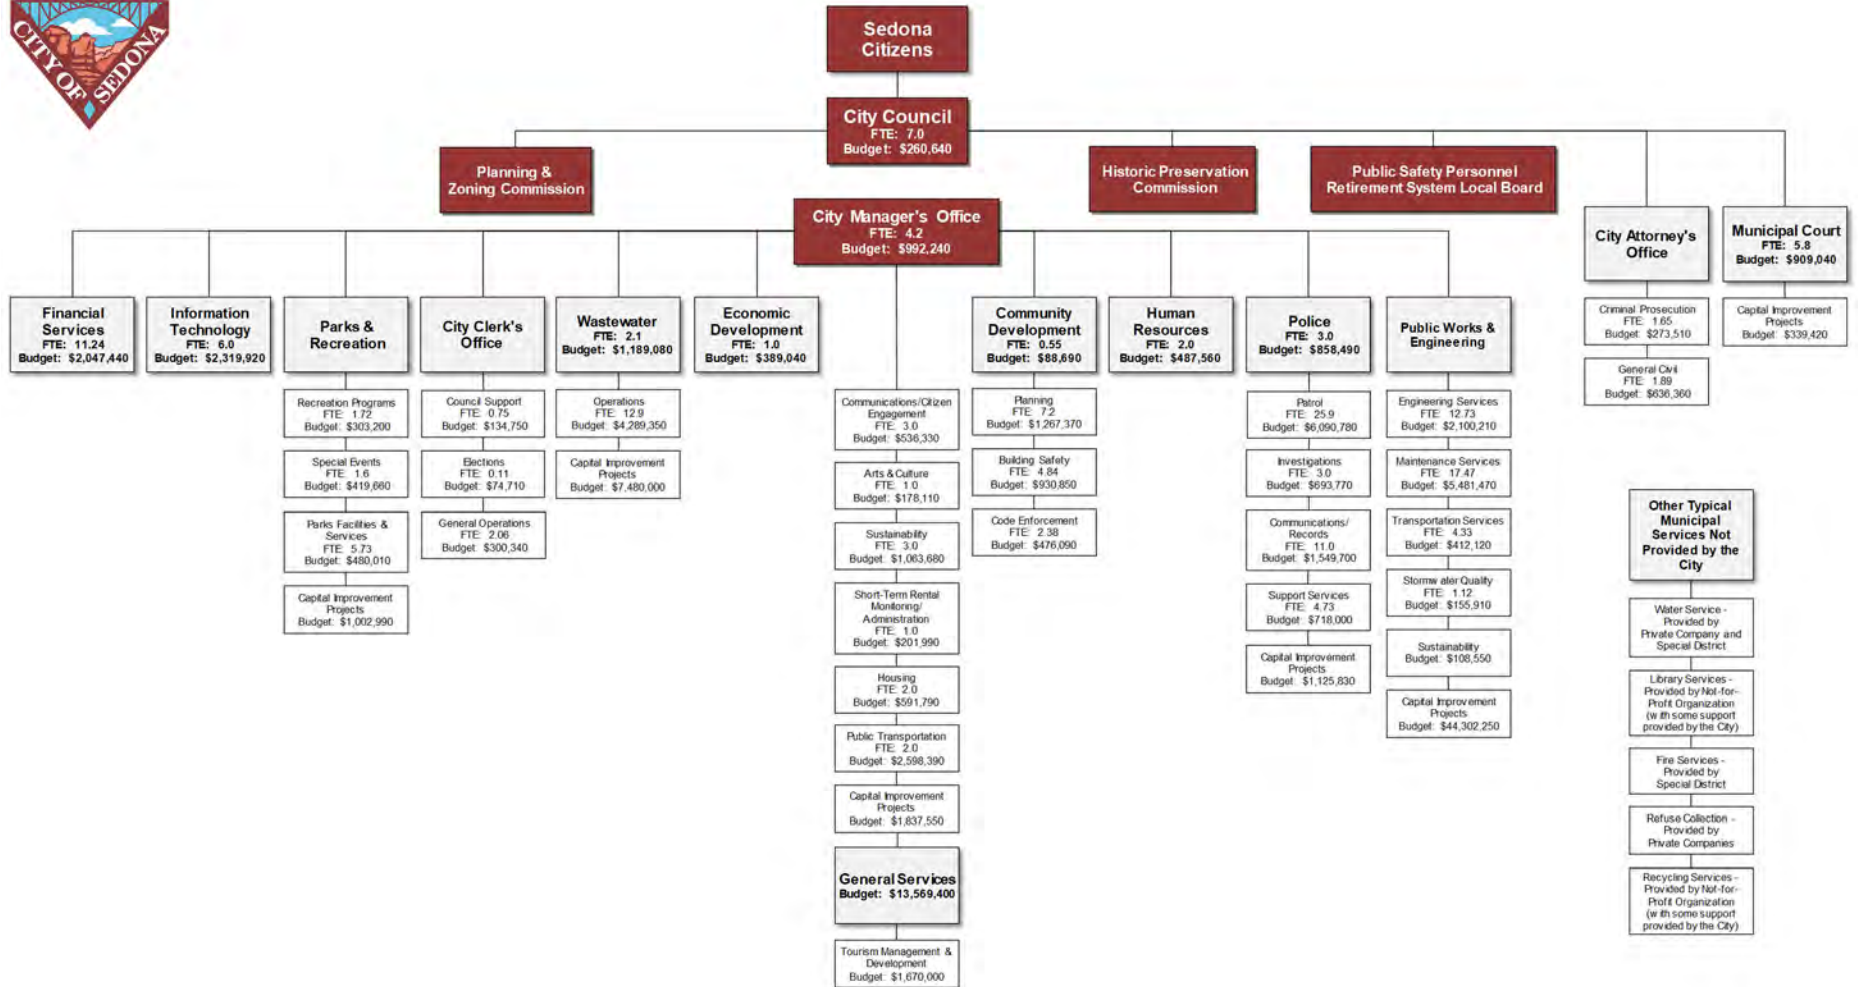 CITY OF SEDONA
Sedona
Citizens
City Council
FTE: 7.0
Budget: $260,640
Planning &
Zoning Commission
Historic Preservation
Commission
Public Safety Personnel
Retirement System Local Board
City Manager's Office
FTE: 4.2
Budget: $992,240
City Attorney's
Office
Criminal Prosecution
FTE: 1.65
Budget: $273,510
General Civil
FTE: 1.89
Budget: $636,360
Municipal Court
FTE: 5.8
Budget: $909,040
Capital Improvement
Projects
Budget: $339,420
Financial
Services
FTE: 11.24
Budget: $2,047,440
Information
Technology
FTE: 6.0
Budget: $2,319,920
Parks &
Recreation
Recreation Programs
FTE: 1.72
Budget: $303,200
Special Events
FTE: 1.6
Budget: $419,660
Parks Facilities &
Services
FTE: 5.73
Budget: $480,010
Capital Improvement
Projects
Budget: $1,002,990
City Clerk's
Office
Council Support
FTE: 0.75
Budget: $134,750
Elections
FTE: 0.11
Budget: $74,710
General Operations
FTE: 2.06
Budget: $300,340
Wastewater
FTE: 2.1
Budget: $1,189,080
Operations
FTE: 12.9
Budget: $4,289,350
Capital Improvement
Projects
Budget: $7,480,000
Economic
Development
FTE: 1.0
Budget: $389,040
Communications/Citizen
Engagement
FTE: 3.0
Budget: $536,330
Arts & Culture
FTE: 1.0
Budget: $178,110
Sustainability
FTE: 3.0
Budget: $1,063,680
Short-Term Rental
Monitoring/
Administration
FTE: 1.0
Budget: $201,990
Housing
FTE: 2.0
Budget: $591,790
Public Transportation
FTE: 2.0
Budget: $2,598,390
Capital Improvement
Projects
Budget: $1,837,550
General Services
Budget: $13,569,400
Tourism Management &
Development
Budget: $1,670,000
Community
Development
FTE: 0.55
Budget: $88,690
Planning
FTE: 7.2
Budget: $1,267,370
Building Safety
FTE: 4.84
Budget: $930,850
Code Enforcement
FTE: 2.38
Budget: $476,090
Human
Resources
FTE: 2.0
Budget: $487,560
Police
FTE: 3.0
Budget: $858,490
Patrol
FTE: 25.9
Budget: $6,090,780
Investigations
FTE: 3.0
Budget: $693,770
Communications/
Records
FTE: 11.0
Budget: $1,549,700
Support Services
FTE: 4.73
Budget: $718,000
Capital Improvement
Projects
Budget: $1,125,830
Public Works &
Engineering
Engineering Services
FTE: 12.73
Budget: $2,100,210
Maintenance Services
FTE: 17.47
Budget: $5,481,470
Transportation Services
FTE: 4.33
Budget: $412,120
Stormwater Quality
FTE: 1.12
Budget: $155,910
Sustainability
Budget: $108,550
Capital Improvement
Projects
Budget: $44,302,250
Other Typical
Municipal
Services Not
Provided by the
City
Water Service -
Provided by
Private Company and
Special District
Library Services -
Provided by Not-for-
Profit Organization
(with some support
provided by the City)
Fire Services -
Provided by
Special District
Refuse Collection -
Provided by
Private Companies
Recycling Services -
Provided by Not-for-
Profit Organization
(with some support
provided by the City)